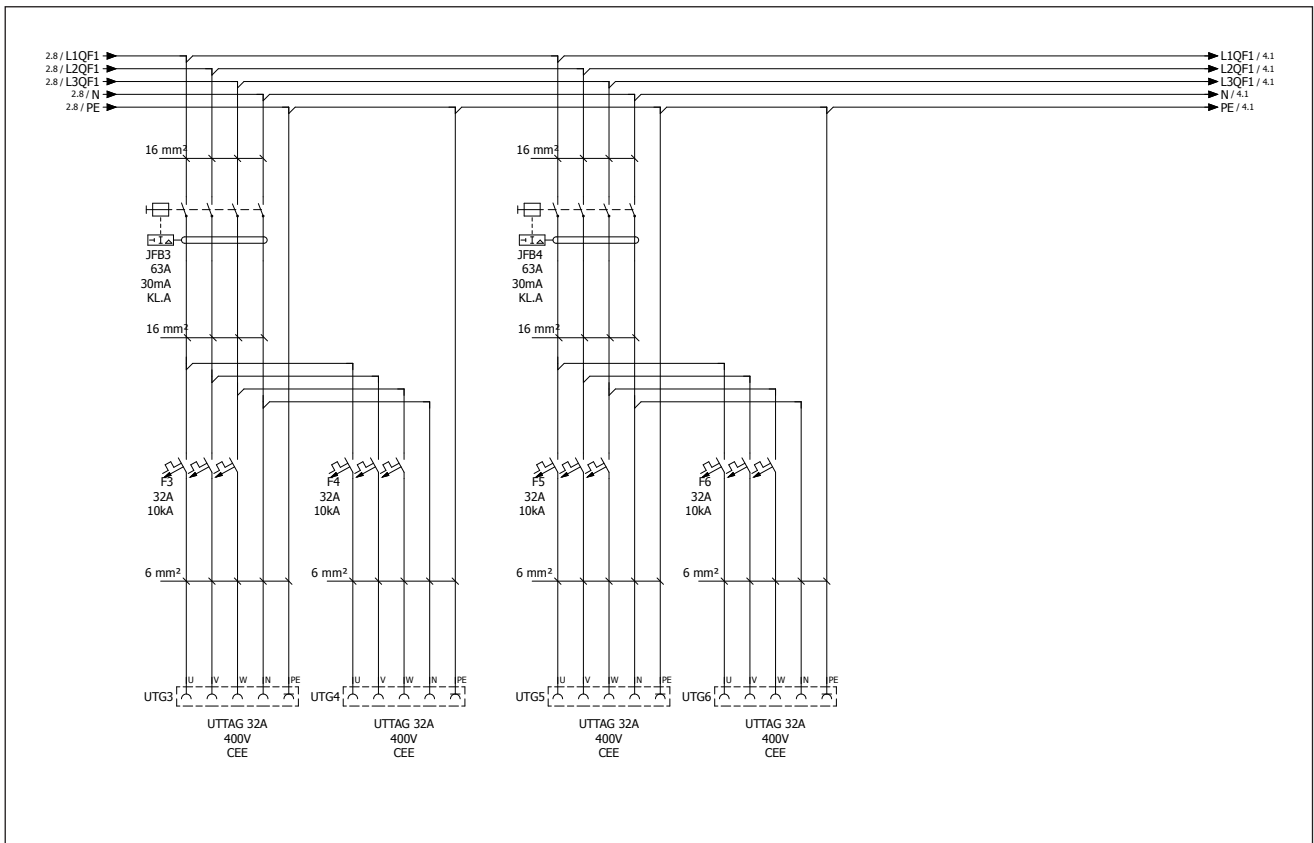 2.8 / L1QF1
L1QF1 / 4.1
2.8 / L2QF1
L2QF1 / 4.1
2.8 / L3QF1
L3QF1 / 4.1
2.8 / N
N / 4.1
2.8 / PE
PE / 4.1
16 mm²
16 mm²
JFB3
63A
30mA
KL.A
JFB4
63A
30mA
KL.A
16 mm²
16 mm²
F3
32A
10kA
F4
32A
10kA
F5
32A
10kA
F6
32A
10kA
6 mm²
6 mm²
6 mm²
6 mm²
U V W N PE
U V W N PE
U V W N PE
U V W N PE
UTG3
UTG4
UTG5
UTG6
UTTAG 32A
400V
CEE
UTTAG 32A
400V
CEE
UTTAG 32A
400V
CEE
UTTAG 32A
400V
CEE